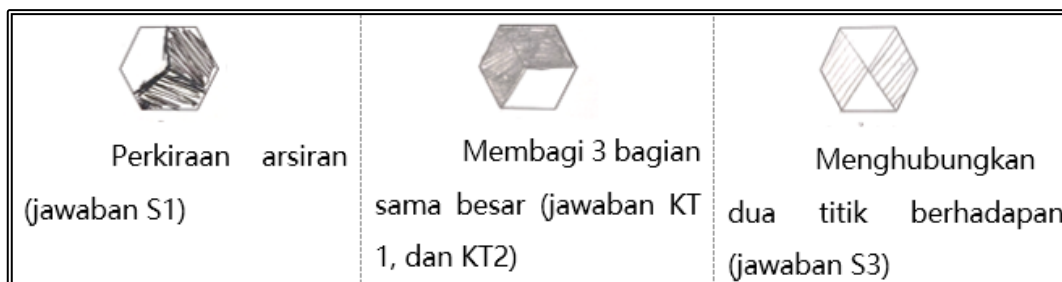 Perkiraan arsiran
(jawaban S1)
Membagi 3 bagian
sama besar (jawaban KT
1, dan KT2)
Menghubungkan
dua titik berhadapan
(jawaban S3)